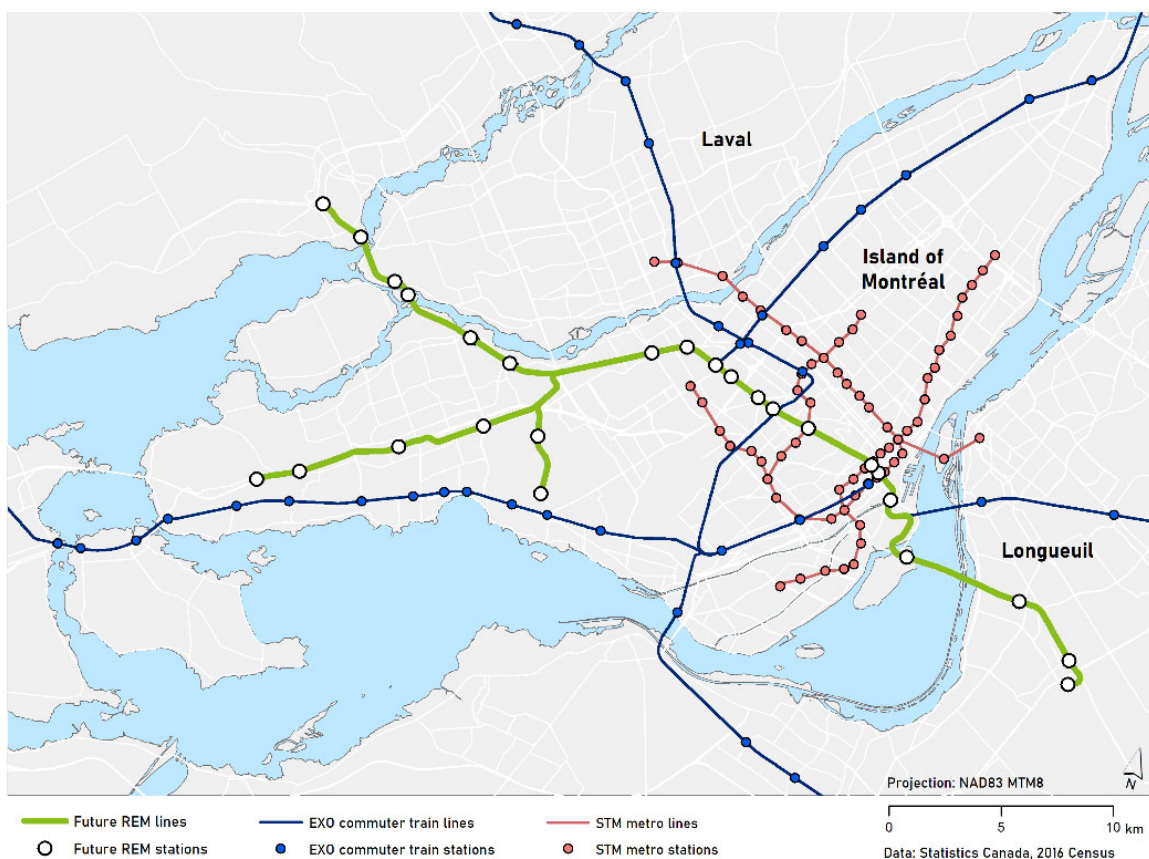 Laval
Island of
Montréal
Longueuil
Projection: NAD83 MTM8
N
0 5 10 km
Future REM lines
EXO commuter train lines
STM metro lines
Future REM stations
EXO commuter train stations
STM metro stations
Data: Statistics Canada, 2016 Census